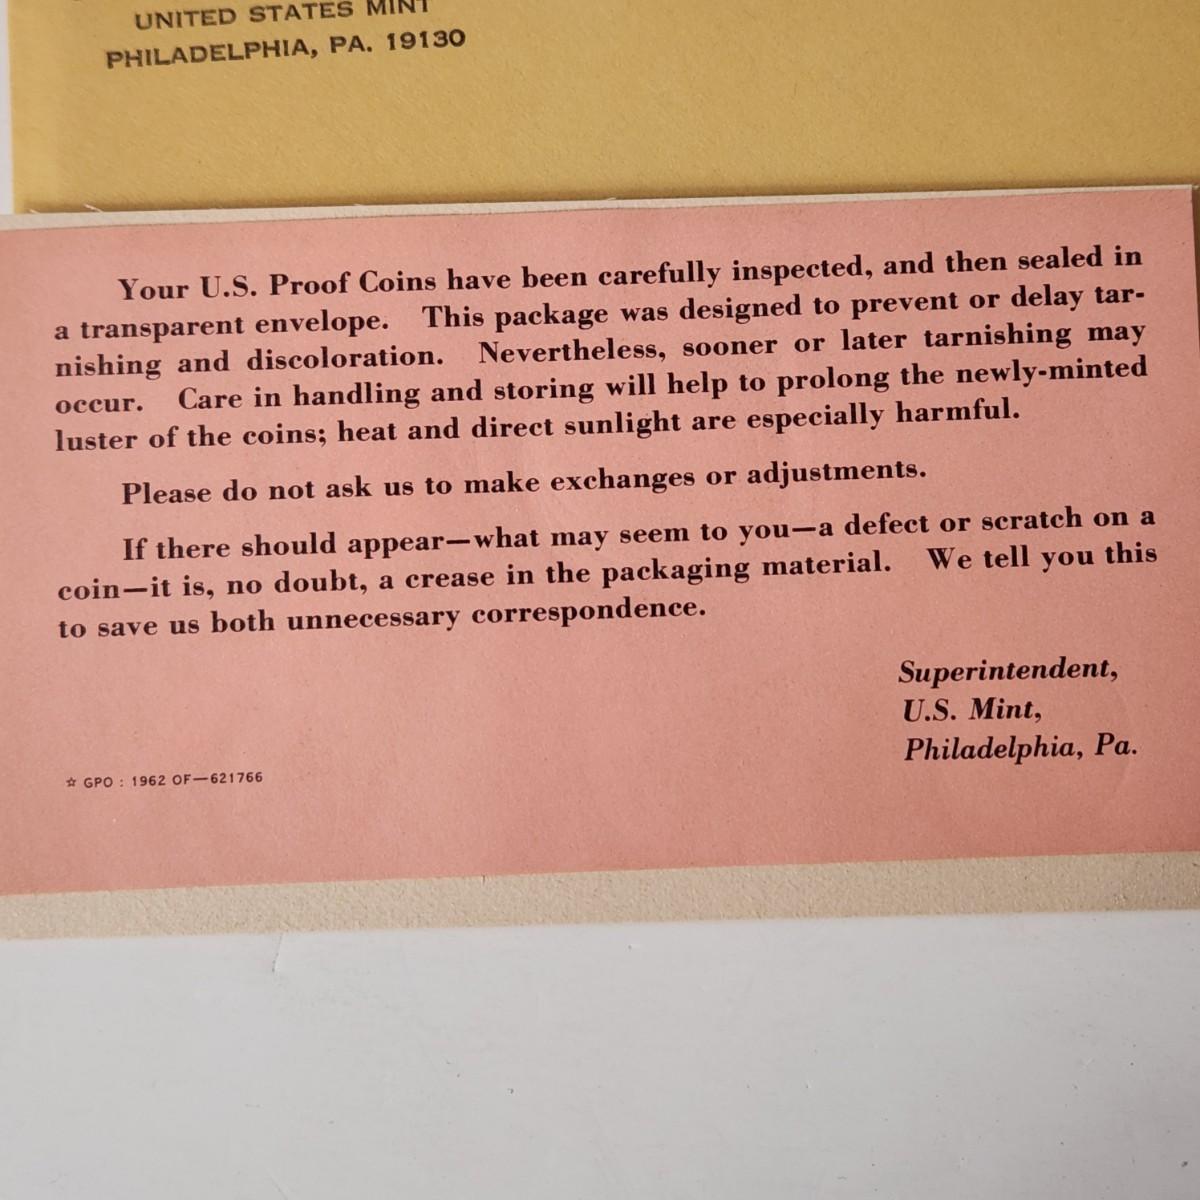 UNITED STATES MINT
PHILADELPHIA, PA. 19130
Your U.S. Proof Coins have been carefully inspected, and then sealed in
a transparent envelope. This package was designed to prevent or delay tar-
nishing and discoloration. Nevertheless, sooner or later tarnishing may
occur. Care in handling and storing will help to prolong the newly-minted
luster of the coins; heat and direct sunlight are especially harmful.
Please do not ask us to make exchanges or adjustments.
If there should appear—what may seem to you—a defect or scratch on a
coin—it is, no doubt, a crease in the packaging material. We tell you this
to save us both unnecessary correspondence.
Superintendent,
U.S. Mint,
Philadelphia, Pa.
☆ GPO : 1962 OF—621766